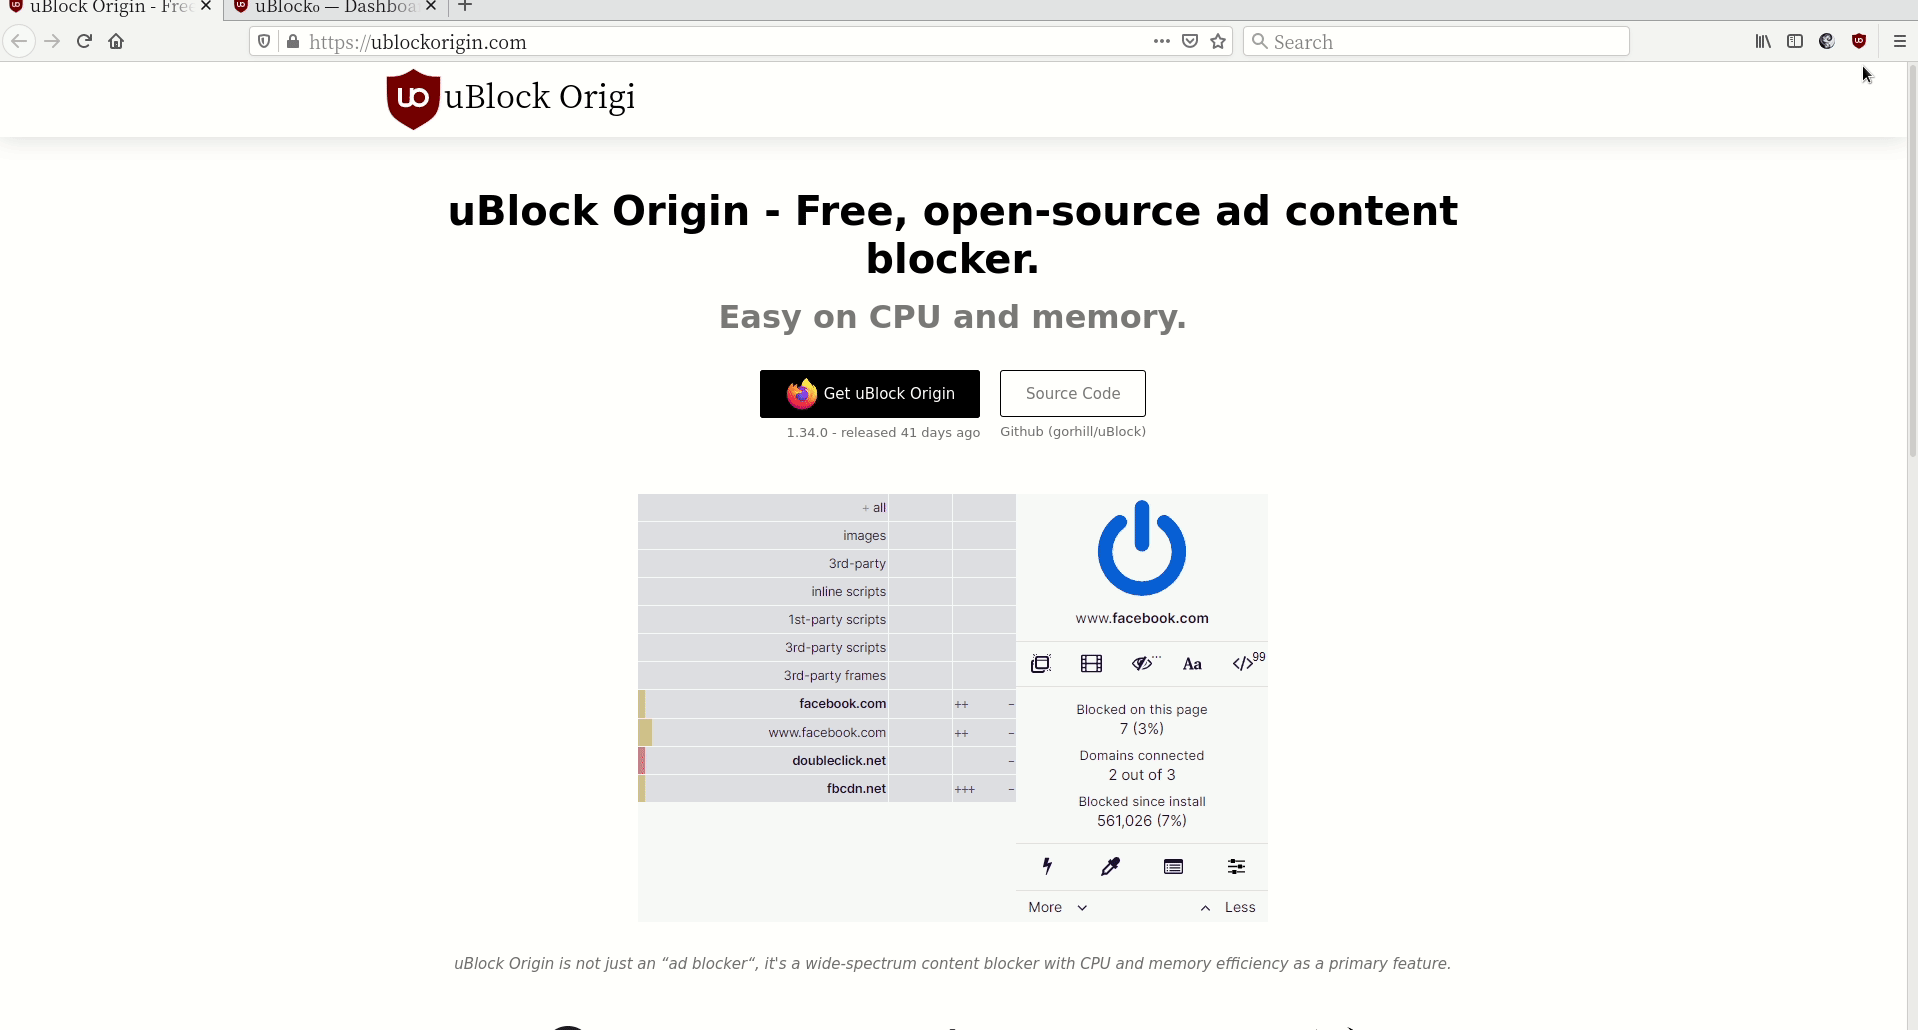 uBlock Origin - Free
uBlock₀ — Dashboa
https://ublockorigin.com
Search
uBlock Origi
uBlock Origin - Free, open-source ad content
blocker.
Easy on CPU and memory.
Get uBlock Origin
Source Code
1.34.0 - released 41 days ago
Github (gorhill/uBlock)
+ all
images
3rd-party
inline scripts
1st-party scripts
3rd-party scripts
3rd-party frames
facebook.com ++ –
www.facebook.com ++ –
doubleclick.net –
fbcdn.net +++ –
www.facebook.com
Aa
</> 99
Blocked on this page
7 (3%)
Domains connected
2 out of 3
Blocked since install
561,026 (7%)
More
Less
uBlock Origin is not just an “ad blocker“, it's a wide-spectrum content blocker with CPU and memory efficiency as a primary feature.